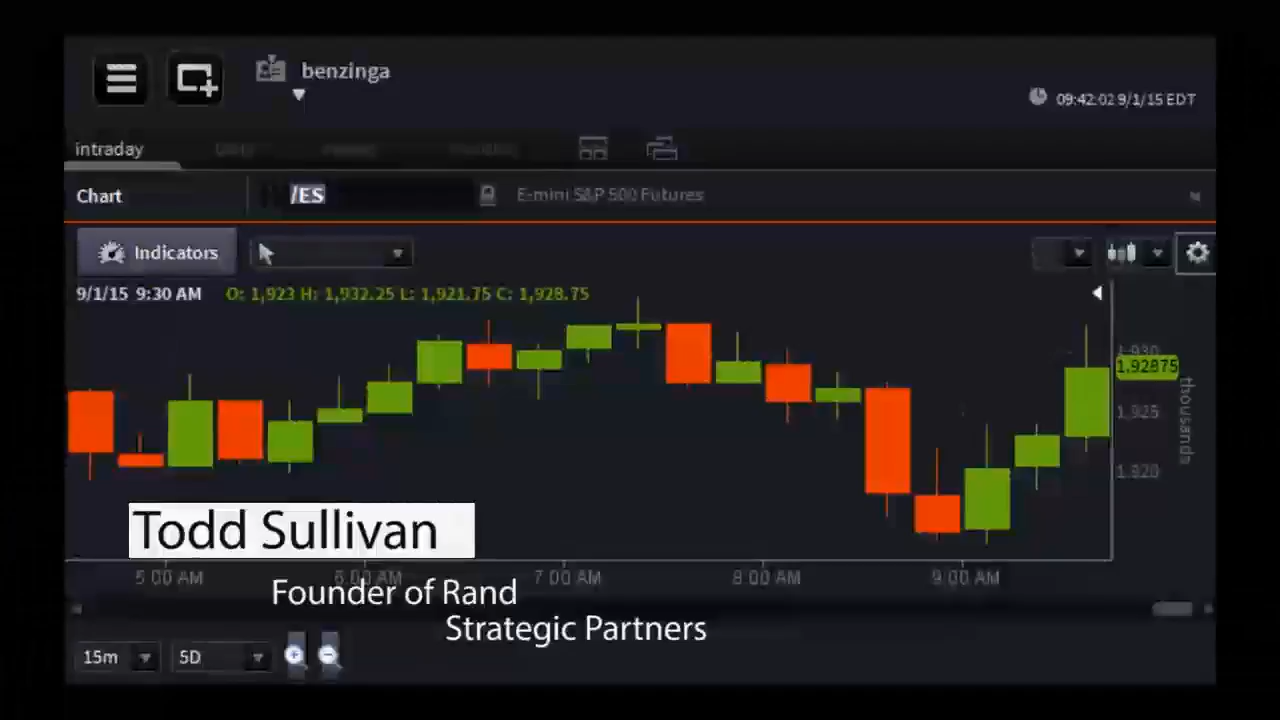 benzinga
09:42:02 9/1/15 EDT
intraday
Chart
/ES
E-mini S&P 500 Futures
Indicators
9/1/15 9:30 AM O: 1,923 H: 1,932.25 L: 1,921.75 C: 1,928.75
1,930
1.92875
1,925
1,920
thousands
Todd Sullivan
5:00 AM 6:00 AM 7:00 AM 8:00 AM 9:00 AM
Founder of Rand
Strategic Partners
15m 5D